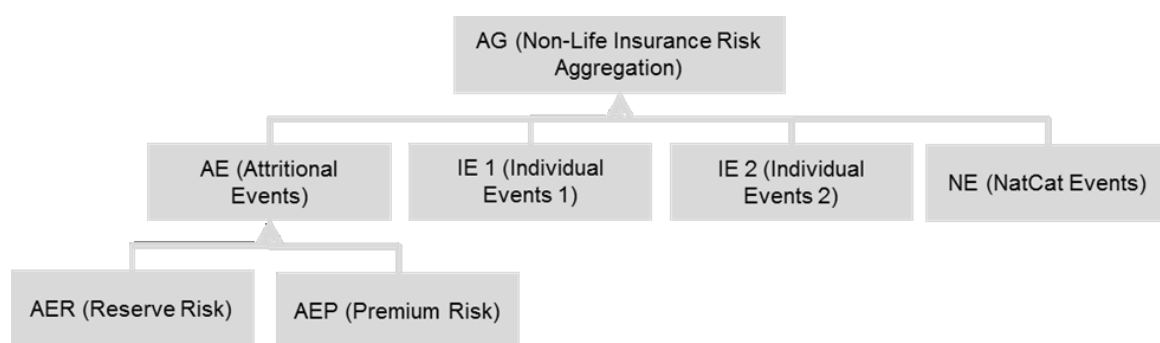 AG (Non-Life Insurance Risk
Aggregation)
AE (Attritional
Events)
IE 1 (Individual
Events 1)
IE 2 (Individual
Events 2)
NE (NatCat Events)
AER (Reserve Risk)
AEP (Premium Risk)